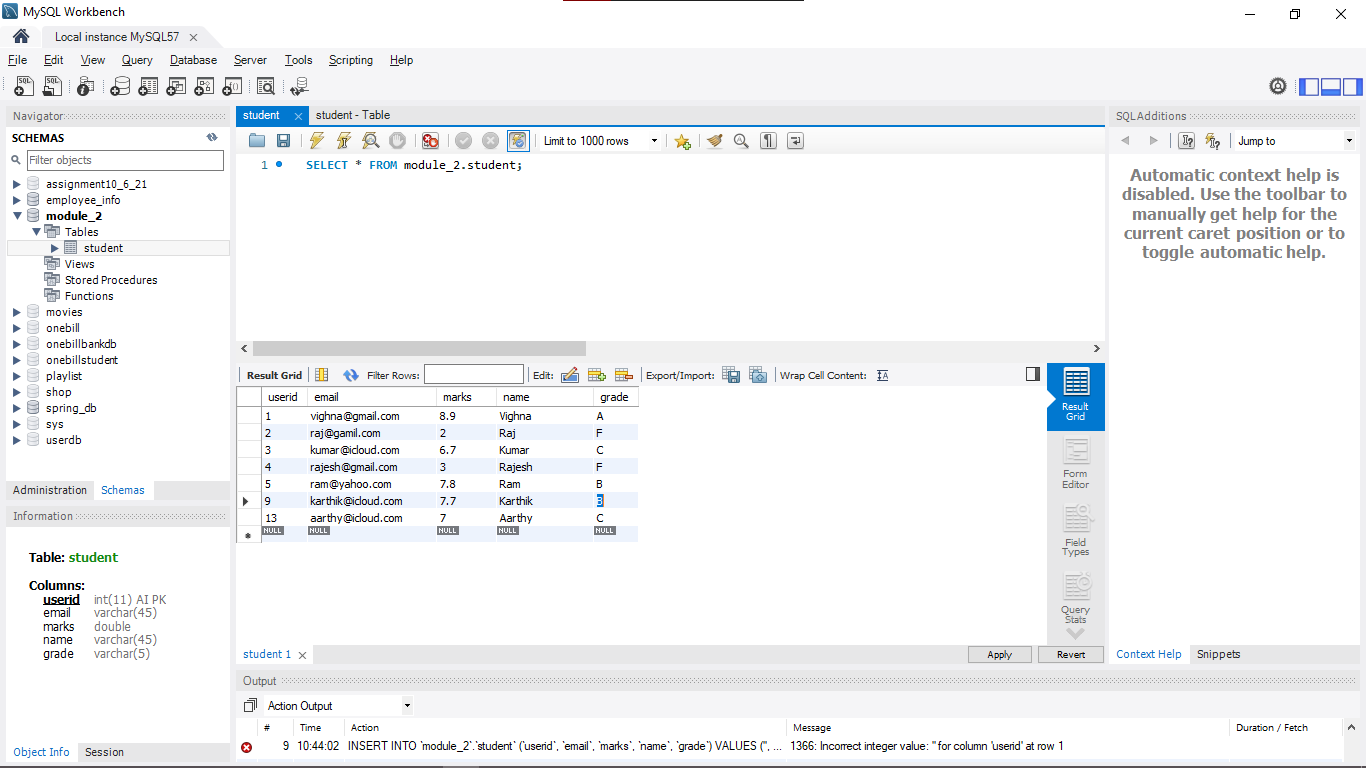 MySQL Workbench
Local instance MySQL57
File Edit View Query Database Server Tools Scripting Help
Navigator
SCHEMAS
Filter objects
assignment10_6_21
employee_info
module_2
Tables
student
Views
Stored Procedures
Functions
movies
onebill
onebillbankdb
onebillstudent
playlist
shop
spring_db
sys
userdb
Administration Schemas
Information
Table: student
Columns:
userid int(11) AI PK
email varchar(45)
marks double
name varchar(45)
grade varchar(5)
Object Info Session
student student - Table
Limit to 1000 rows
1 SELECT * FROM module_2.student;
Result Grid Filter Rows: Edit: Export/Import: Wrap Cell Content:
userid email marks name grade
1 vighna@gmail.com 8.9 Vighna A
2 raj@gamil.com 2 Raj F
3 kumar@icloud.com 6.7 Kumar C
4 rajesh@gmail.com 3 Rajesh F
5 ram@yahoo.com 7.8 Ram B
9 karthik@icloud.com 7.7 Karthik B
13 aarthy@icloud.com 7 Aarthy C
NULL NULL NULL NULL NULL
Result
Grid
Form
Editor
Field
Types
Query
Stats
student 1 Apply Revert
SQLAdditions
Jump to
Automatic context help is
disabled. Use the toolbar to
manually get help for the
current caret position or to
toggle automatic help.
Context Help Snippets
Output
Action Output
# Time Action Message Duration / Fetch
9 10:44:02 INSERT INTO `module_2`.`student` (`userid`, `email`, `marks`, `name`, `grade`) VALUES ('', ... 1366: Incorrect integer value: '' for column 'userid' at row 1